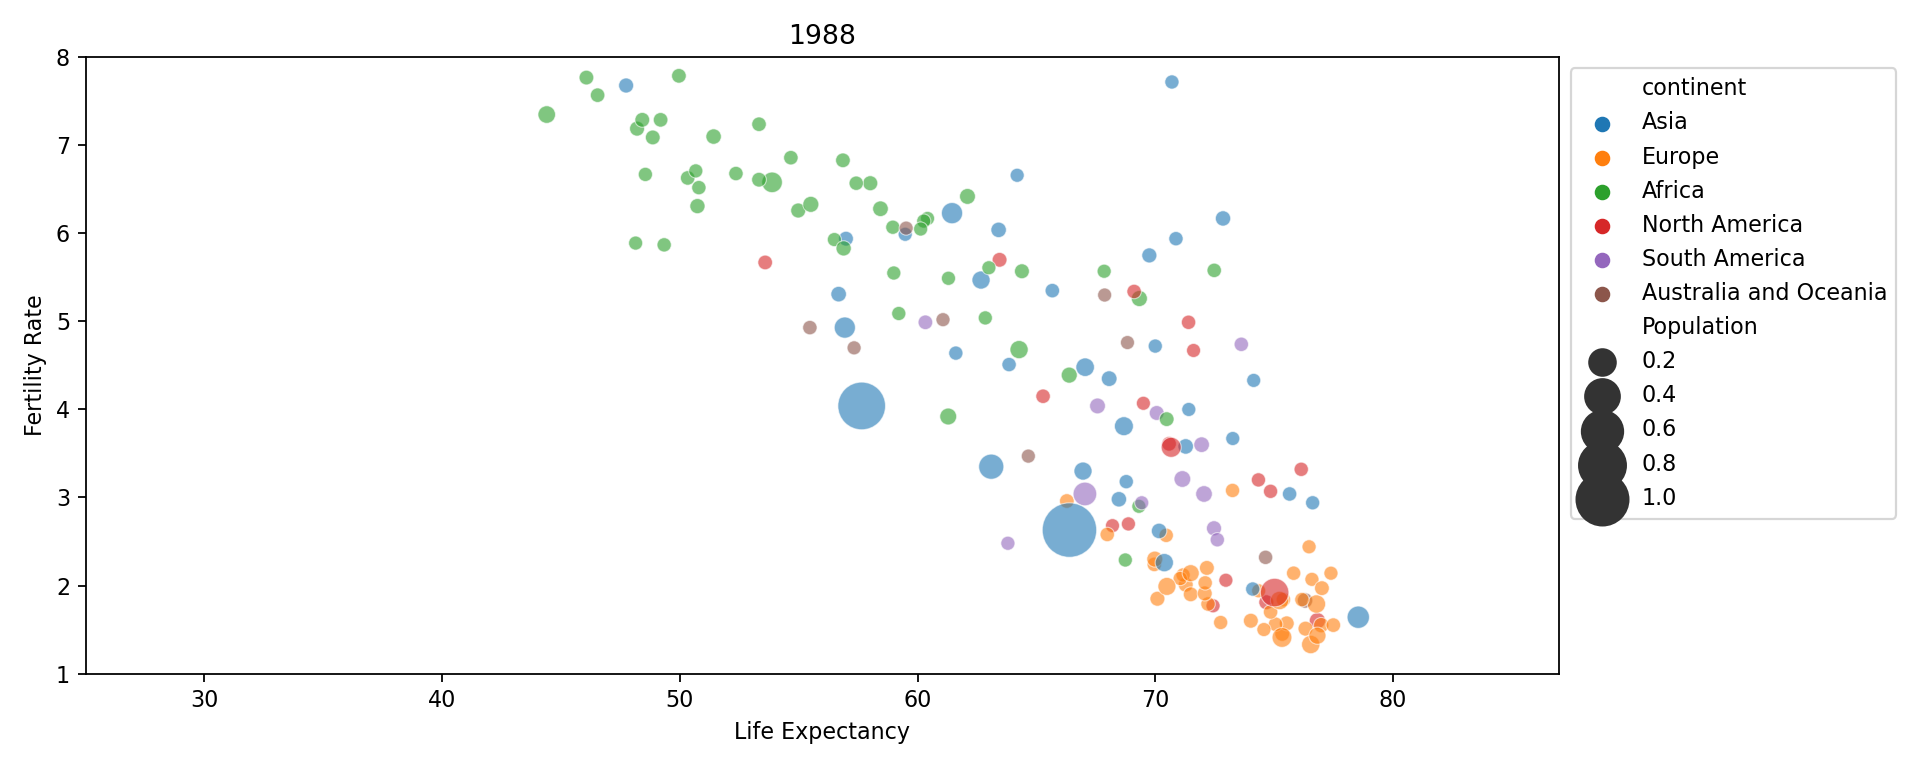 1988
8
7
6
5
4
3
2
1
Fertility Rate
30 40 50 60 70 80
Life Expectancy
continent
Asia
Europe
Africa
North America
South America
Australia and Oceania
Population
0.2
0.4
0.6
0.8
1.0